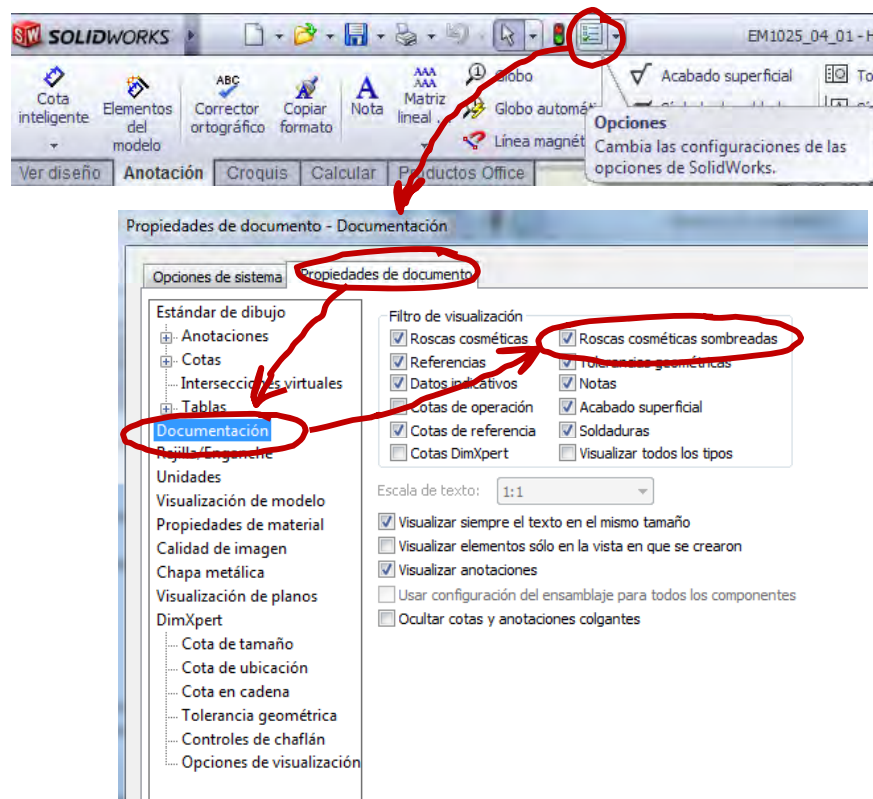 SW SOLIDWORKS
EM1025_04_01 - H
Cota inteligente
Elementos del modelo
ABC
Corrector ortográfico
Copiar formato
A
Nota
AAA
AAA
Matriz lineal
Globo
Globo automáti
Línea magnét
Acabado superficial
To
Opciones
Cambia las configuraciones de las
opciones de SolidWorks.
Ver diseño Anotación Croquis Calcular Productos Office
Propiedades de documento - Documentación
Opciones de sistema Propiedades de documento
Estándar de dibujo
Anotaciones
Cotas
Intersecciones virtuales
Tablas
Documentación
Rejilla/Enganche
Unidades
Visualización de modelo
Propiedades de material
Calidad de imagen
Chapa metálica
Visualización de planos
DimXpert
Cota de tamaño
Cota de ubicación
Cota en cadena
Tolerancia geométrica
Controles de chaflán
Opciones de visualización
Filtro de visualización
Roscas cosméticas Roscas cosméticas sombreadas
Referencias Tolerancias geométricas
Datos indicativos Notas
Cotas de operación Acabado superficial
Cotas de referencia Soldaduras
Cotas DimXpert Visualizar todos los tipos
Escala de texto: 1:1
Visualizar siempre el texto en el mismo tamaño
Visualizar elementos sólo en la vista en que se crearon
Visualizar anotaciones
Usar configuración del ensamblaje para todos los componentes
Ocultar cotas y anotaciones colgantes